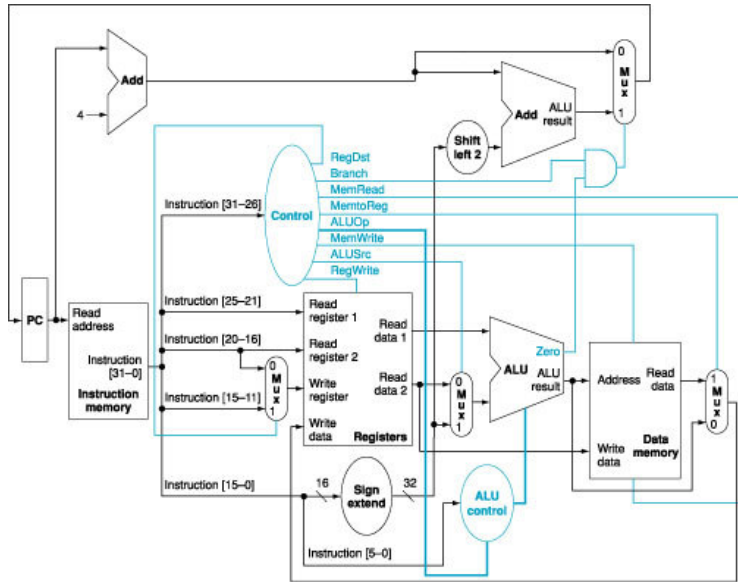 Add
4
0
Mux
1
Add
ALU
result
Shift
left 2
RegDst
Branch
MemRead
MemtoReg
ALUOp
MemWrite
ALUSrc
RegWrite
Control
Instruction [31–26]
Instruction [25–21]
Instruction [20–16]
Instruction [15–11]
Instruction [15–0]
Instruction [5–0]
PC
Read
address
Instruction
[31–0]
Instruction
memory
0
Mux
1
Read
register 1
Read
register 2
Write
register
Write
data
Read
data 1
Read
data 2
Registers
0
Mux
1
Zero
ALU
ALU
result
Address
Read
data
Write
data
Data
memory
1
Mux
0
16
Sign
extend
32
ALU
control